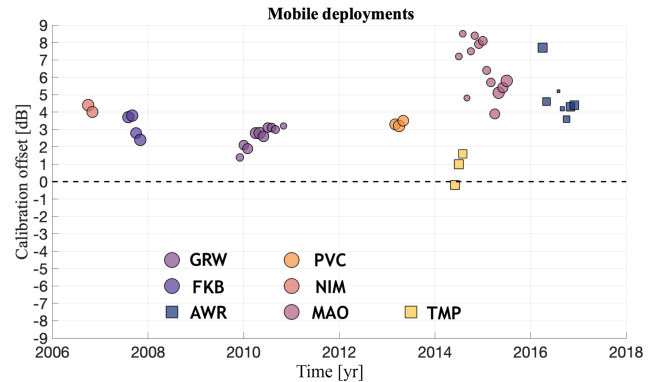 Mobile deployments
9
8
7
6
5
4
3
2
1
0
-1
-2
-3
-4
-5
-6
-7
-8
-9
Calibration offset [dB]
GRW PVC
FKB NIM
AWR MAO TMP
2006 2008 2010 2012 2014 2016 2018
Time [yr]